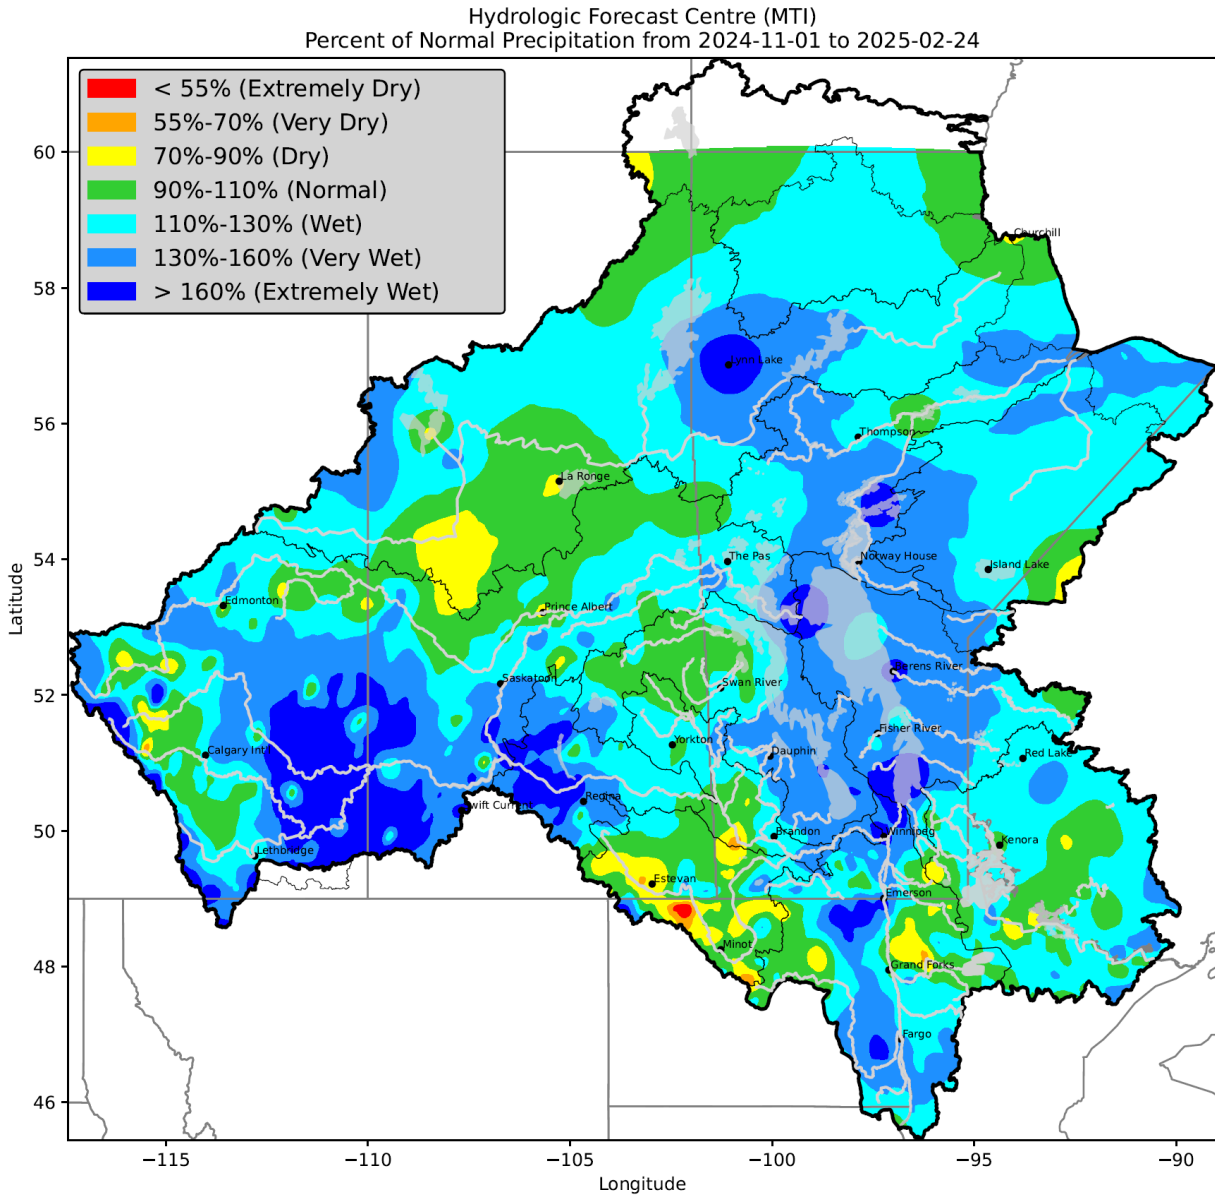 Hydrologic Forecast Centre (MTI)
Percent of Normal Precipitation from 2024-11-01 to 2025-02-24
< 55% (Extremely Dry)
55%-70% (Very Dry)
70%-90% (Dry)
90%-110% (Normal)
110%-130% (Wet)
130%-160% (Very Wet)
> 160% (Extremely Wet)
60
58
56
54
52
50
48
46
Latitude
Churchill
Lynn Lake
Thompson
La Ronge
The Pas
Norway House
Island Lake
Edmonton
Prince Albert
Berens River
Saskatoon
Swan River
Fisher River
Yorkton
Dauphin
Calgary Int
Red Lake
Regina
Swift Current
Brandon
Winnipeg
Kenora
Lethbridge
Estevan
Emerson
Minot
Grand Forks
Fargo
−115
−110
−105
−100
−95
−90
Longitude